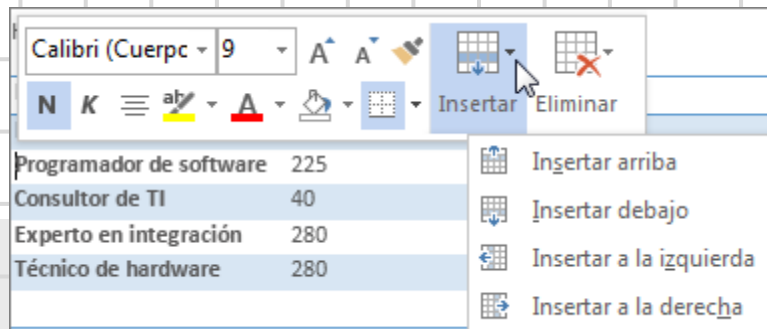 Calibri (Cuerpc 9 A A
N K ab A Insertar Eliminar
Programador de software 225
Consultor de TI 40
Experto en integración 280
Técnico de hardware 280
Insertar arriba
Insertar debajo
Insertar a la izquierda
Insertar a la derecha